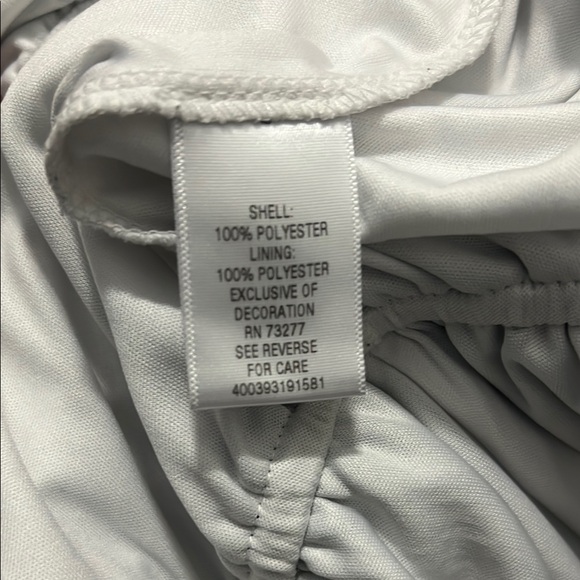 SHELL:
100% POLYESTER
LINING:
100% POLYESTER
EXCLUSIVE OF
DECORATION
RN 73277
SEE REVERSE
FOR CARE
400393191581